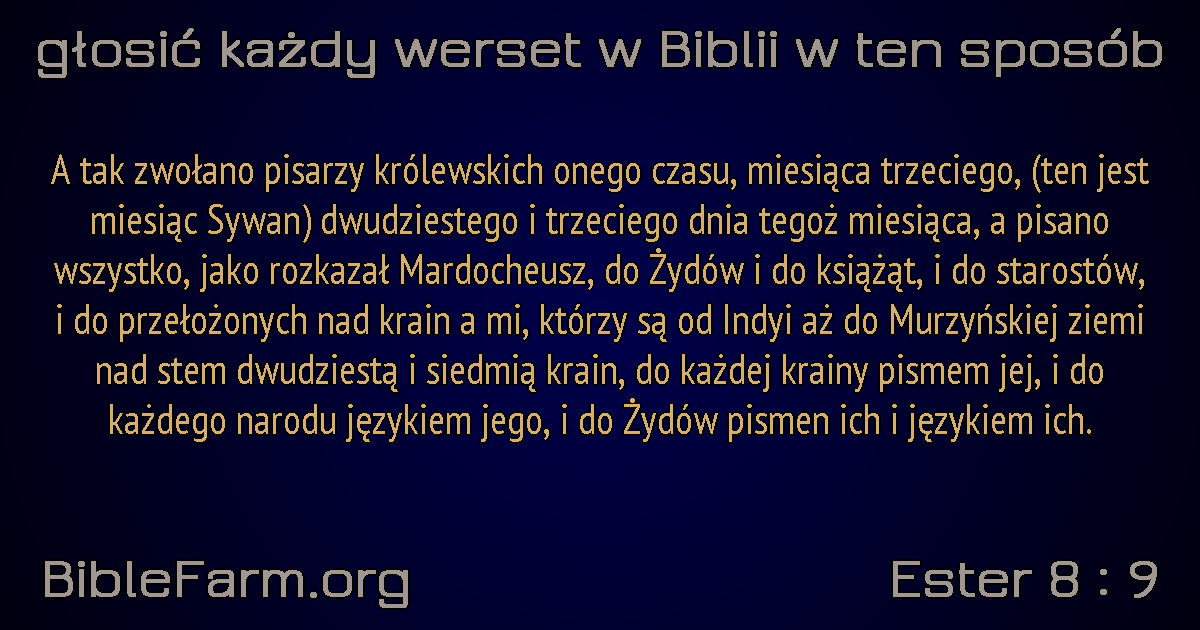 głosić każdy werset w Biblii w ten sposób
A tak zwołano pisarzy królewskich onego czasu, miesiąca trzeciego, (ten jest
miesiąc Sywan) dwudziestego i trzeciego dnia tegoż miesiąca, a pisano
wszystko, jako rozkazał Mardocheusz, do Żydów i do książąt, i do starostów,
i do przełożonych nad krain a mi, którzy są od Indyi aż do Murzyńskiej ziemi
nad stem dwudziestą i siedmią krain, do każdej krainy pismem jej, i do
każdego narodu językiem jego, i do Żydów pismen ich i językiem ich.
BibleFarm.org
Ester 8 : 9